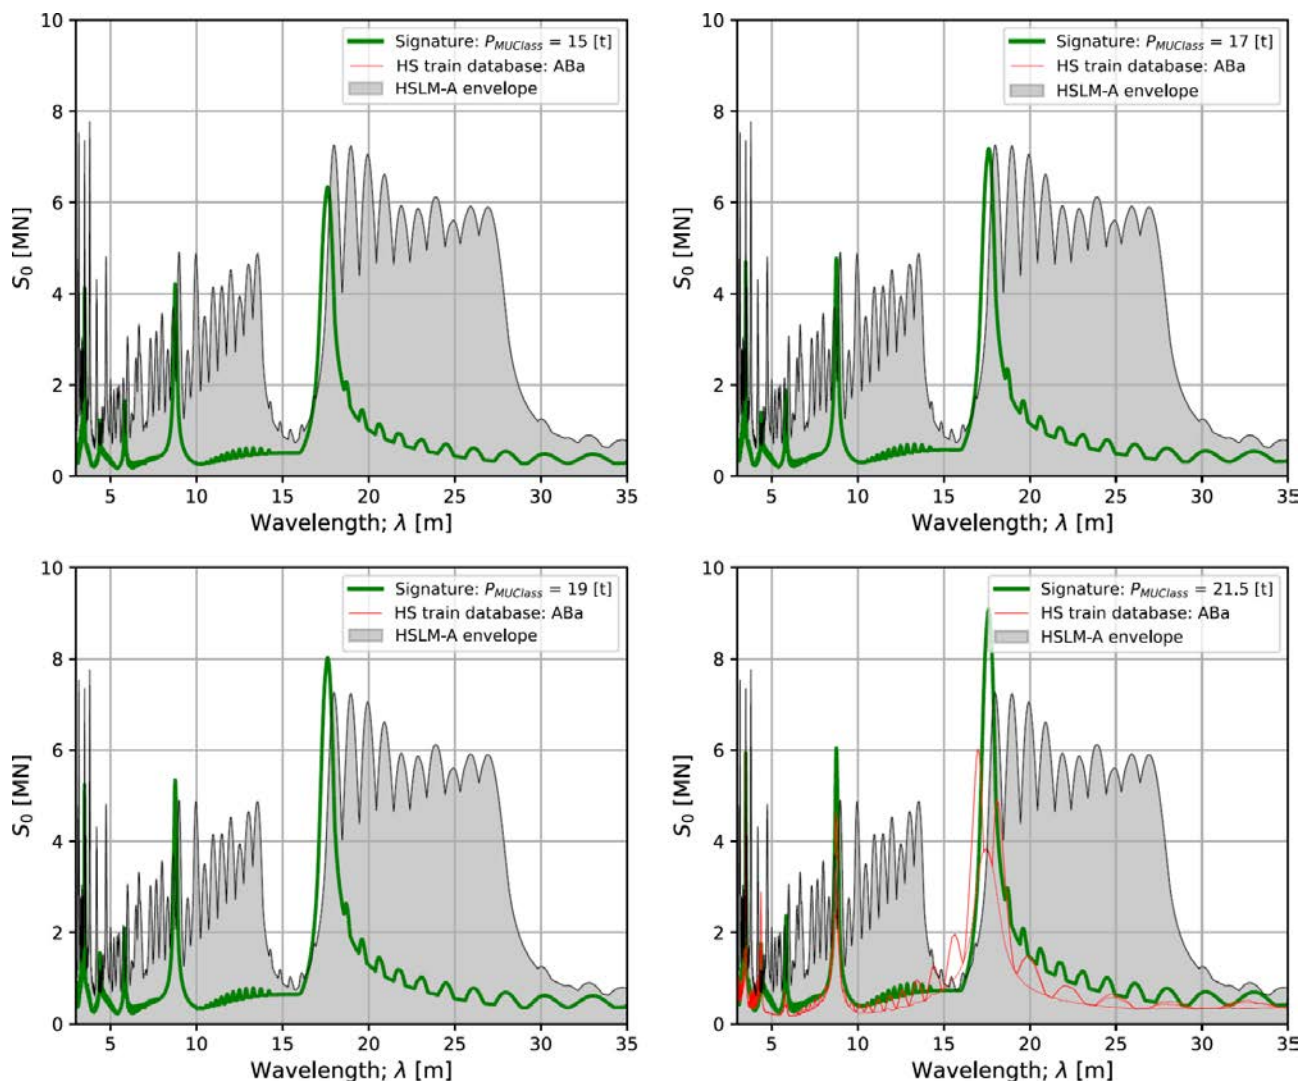 10
8
6
4
2
0
S₀ [MN]
Signature: P_MUClass = 15 [t]
HS train database: ABa
HSLM-A envelope
5 10 15 20 25 30 35
Wavelength; λ [m]
10
8
6
4
2
0
S₀ [MN]
Signature: P_MUClass = 17 [t]
HS train database: ABa
HSLM-A envelope
5 10 15 20 25 30 35
Wavelength; λ [m]
10
8
6
4
2
0
S₀ [MN]
Signature: P_MUClass = 19 [t]
HS train database: ABa
HSLM-A envelope
5 10 15 20 25 30 35
Wavelength; λ [m]
10
8
6
4
2
0
S₀ [MN]
Signature: P_MUClass = 21.5 [t]
HS train database: ABa
HSLM-A envelope
5 10 15 20 25 30 35
Wavelength; λ [m]